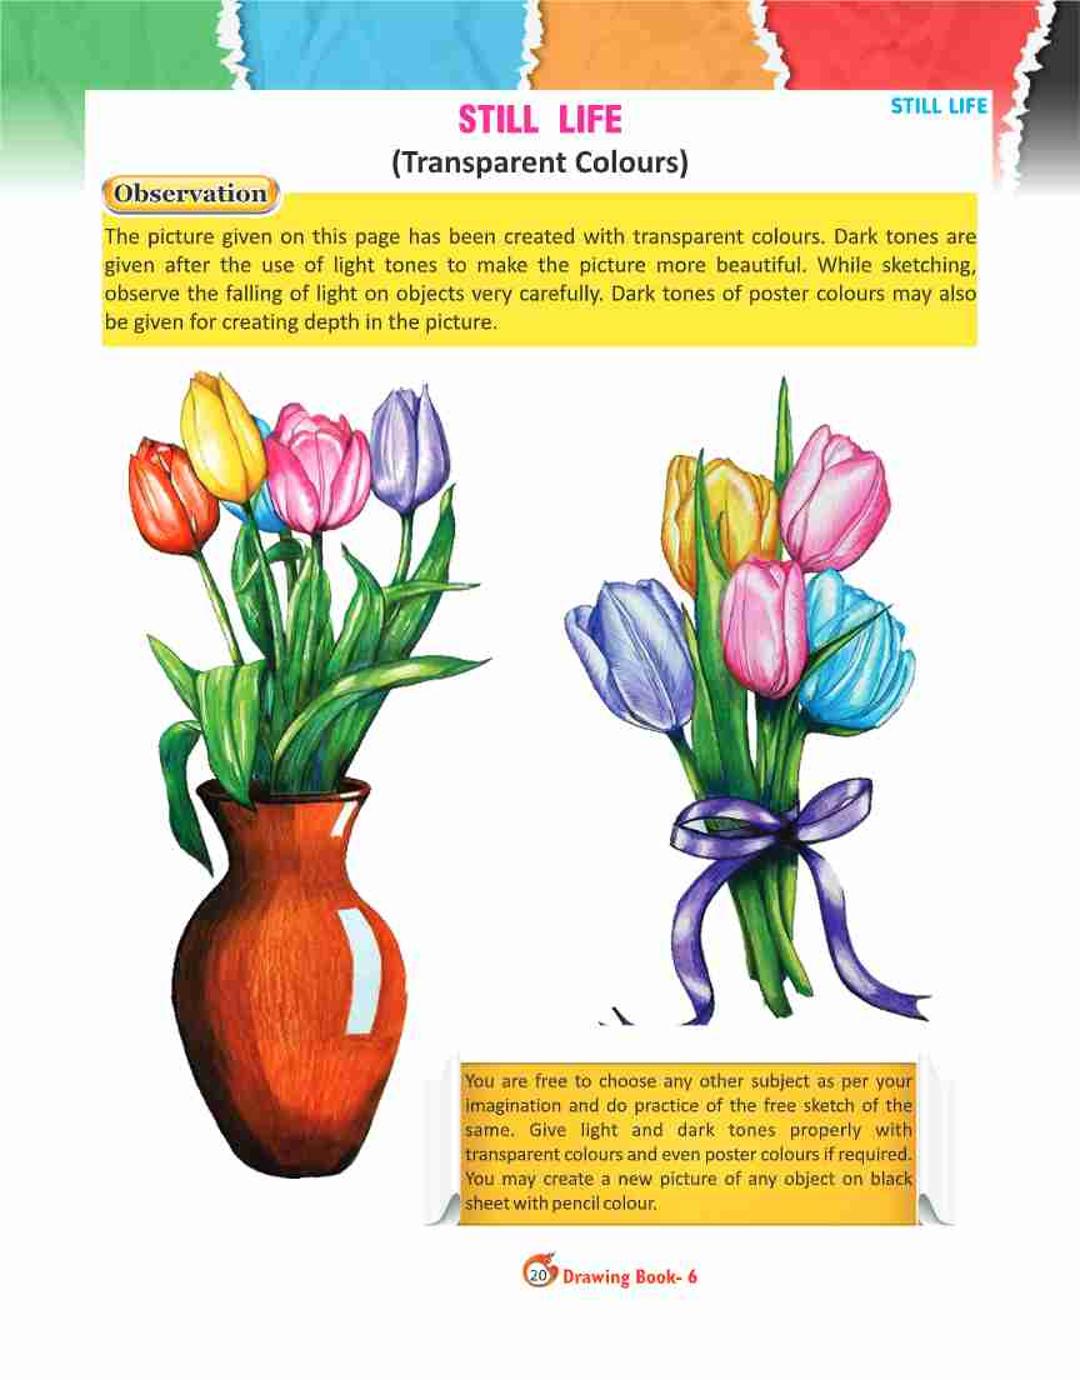 STILL LIFE
STILL LIFE
(Transparent Colours)
Observation
The picture given on this page has been created with transparent colours. Dark tones are
given after the use of light tones to make the picture more beautiful. While sketching,
observe the falling of light on objects very carefully. Dark tones of poster colours may also
be given for creating depth in the picture.
You are free to choose any other subject as per your
imagination and do practice of the free sketch of the
same. Give light and dark tones properly with
transparent colours and even poster colours if required.
You may create a new picture of any object on black
sheet with pencil colour.
20 Drawing Book- 6